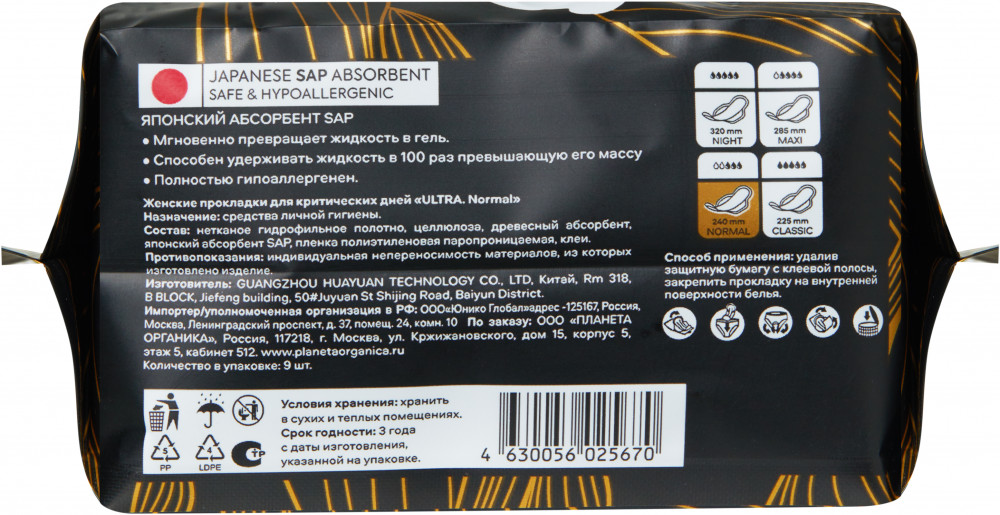 JAPANESE SAP ABSORBENT
SAFE & HYPOALLERGENIC
ЯПОНСКИЙ АБСОРБЕНТ SAP
• Мгновенно превращает жидкость в гель.
• Способен удерживать жидкость в 100 раз превышающую его массу
• Полностью гипоаллергенен.
Женские прокладки для критических дней «ULTRA. Normal»
Назначение: средства личной гигиены.
Состав: нетканое гидрофильное полотно, целлюлоза, древесный абсорбент,
японский абсорбент SAP, пленка полиэтиленовая паропроницаемая, клеи.
Противопоказания: индивидуальная непереносимость материалов, из которых
изготовлено изделие.
Изготовитель: GUANGZHOU HUAYUAN TECHNOLOGY CO., LTD, Китай, Rm 318,
B BLOCK, Jiefeng building, 50#Juyuan St Shijing Road, Baiyun District.
Импортер/уполномоченная организация в РФ: ООО«Юнико Глобал»адрес -125167, Россия,
Москва, Ленинградский проспект, д. 37, помещ. 24, комн. 10 По заказу: ООО «ПЛАНЕТА
ОРГАНИКА», Россия, 117218, г. Москва, ул. Кржижановского, дом 15, корпус 5,
этаж 5, кабинет 512. www.planetaorganica.ru
Количество в упаковке: 9 шт.
320 mm
NIGHT
285 mm
MAXI
240 mm
NORMAL
225 mm
CLASSIC
Способ применения: удалив
защитную бумагу с клеевой полосы,
закрепить прокладку на внутренней
поверхности белья.
5
PP
4
LDPE
Условия хранения: хранить
в сухих и теплых помещениях.
Срок годности: 3 года
с даты изготовления,
указанной на упаковке.
4 630056 025670